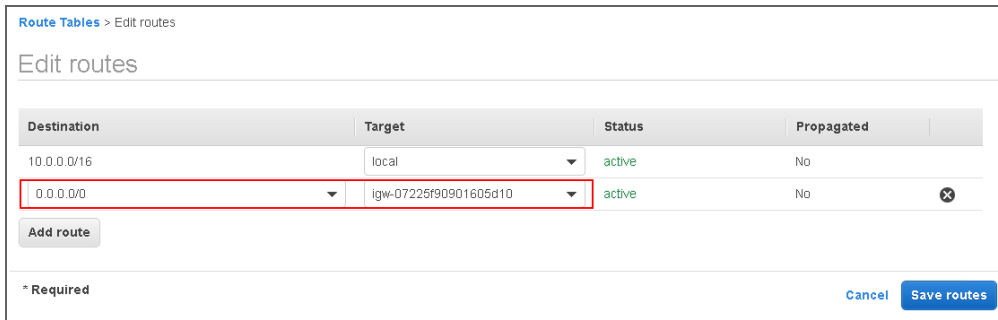 Route Tables > Edit routes
Edit routes
Destination Target Status Propagated
10.0.0.0/16 local active No
0.0.0.0/0 igw-07225f90901605d10 active No
Add route
* Required Cancel Save routes